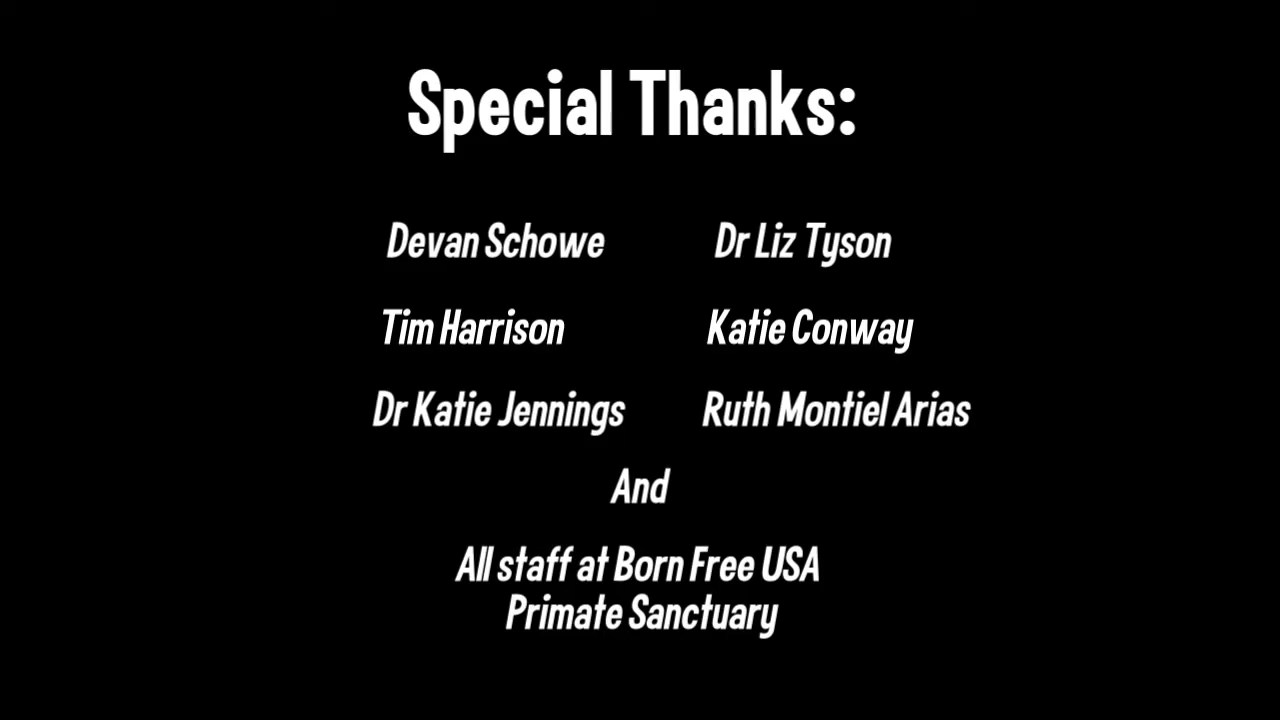 Special Thanks:
Devan Schowe
Dr Liz Tyson
Tim Harrison
Katie Conway
Dr Katie Jennings
Ruth Montiel Arias
And
All staff at Born Free USA
Primate Sanctuary